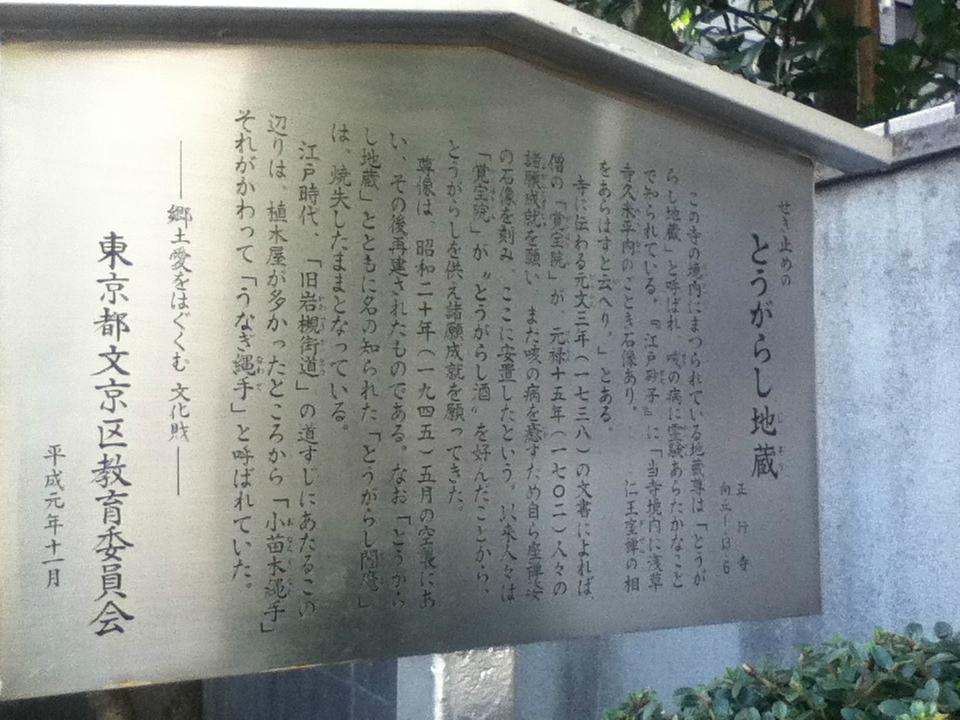 せき止めの
とうがらし地蔵
正行寺
向丘一ー13ー6
この寺の境内にまつられている地蔵尊は「とうが
らし地蔵」と呼ばれ 咳の病に霊験あらたかなこと
で知られている。『江戸砂子』に「当寺境内に浅草
寺久米平内のごとき石像あり。 仁王坐禅の相
をあらはすと云へり。」とある。
寺に伝わる元文三年(一七三八)の文書によれば、
僧の「覚宝院」が、元禄十五年(一七〇二)人々の
諸願成就を願い また咳の病を癒すため自ら座禅姿
の石像を刻み、ここに安置したという。以来人々は
「覚宝院」が〝とうがらし酒〟を好んだことから、
とうがらしを供え諸願成就を願ってきた。
尊像は、昭和二十年(一九四五)五月の空襲にあ
い、その後再建されたものである。なお「とうがら
し地蔵」とともに名の知られた「とうがらし閻魔」
は、焼失したままとなっている。
江戸時代、「旧岩槻街道」の道すじにあたるこの
辺りは、植木屋が多かったところから「小苗木縄手」
それがかわって「うなぎ縄手」と呼ばれていた。
――郷土愛をはぐくむ 文化財――
東京都文京区教育委員会
平成元年十一月